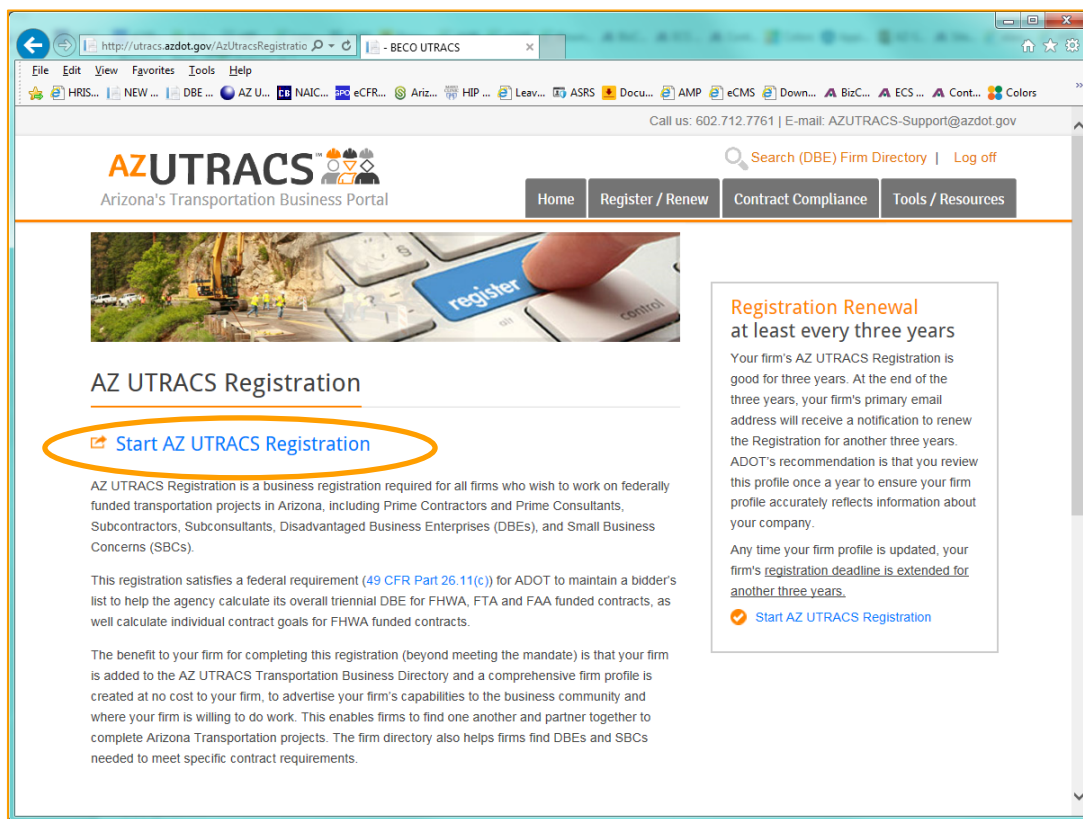 http://utracs.azdot.gov/AzUtracsRegistratio
- BECO UTRACS
File Edit View Favorites Tools Help
HRIS... NEW ... DBE ... AZ U... NAIC... eCFR... Ariz... HIP ... Leav... ASRS Docu... AMP eCMS Down... BizC... ECS ... Cont... Colors
Call us: 602.712.7761 | E-mail: AZUTRACS-Support@azdot.gov
AZUTRACS™
Arizona's Transportation Business Portal
Search (DBE) Firm Directory | Log off
Home Register / Renew Contract Compliance Tools / Resources
register
alt
control
AZ UTRACS Registration
Start AZ UTRACS Registration
AZ UTRACS Registration is a business registration required for all firms who wish to work on federally
funded transportation projects in Arizona, including Prime Contractors and Prime Consultants,
Subcontractors, Subconsultants, Disadvantaged Business Enterprises (DBEs), and Small Business
Concerns (SBCs).
This registration satisfies a federal requirement (49 CFR Part 26.11(c)) for ADOT to maintain a bidder's
list to help the agency calculate its overall triennial DBE for FHWA, FTA and FAA funded contracts, as
well calculate individual contract goals for FHWA funded contracts.
The benefit to your firm for completing this registration (beyond meeting the mandate) is that your firm
is added to the AZ UTRACS Transportation Business Directory and a comprehensive firm profile is
created at no cost to your firm, to advertise your firm's capabilities to the business community and
where your firm is willing to do work. This enables firms to find one another and partner together to
complete Arizona Transportation projects. The firm directory also helps firms find DBEs and SBCs
needed to meet specific contract requirements.
Registration Renewal
at least every three years
Your firm's AZ UTRACS Registration is
good for three years. At the end of the
three years, your firm's primary email
address will receive a notification to renew
the Registration for another three years.
ADOT's recommendation is that you review
this profile once a year to ensure your firm
profile accurately reflects information about
your company.
Any time your firm profile is updated, your
firm's registration deadline is extended for
another three years.
Start AZ UTRACS Registration